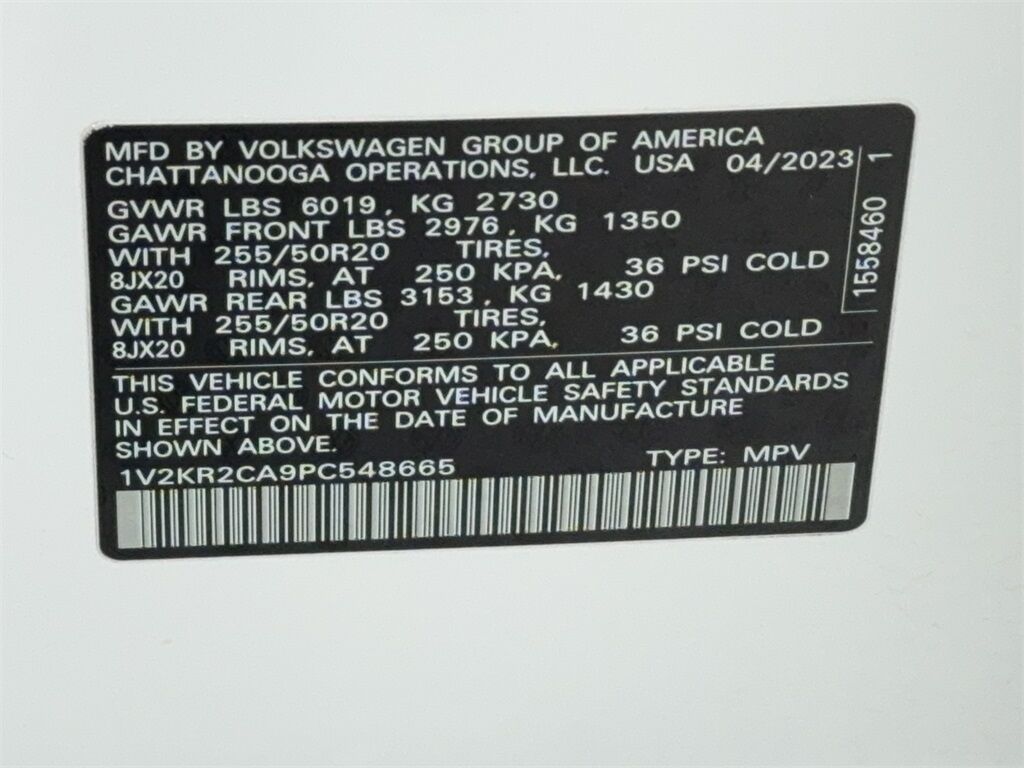 MFD BY VOLKSWAGEN GROUP OF AMERICA
CHATTANOOGA OPERATIONS, LLC. USA 04/2023
GVWR LBS 6019, KG 2730
GAWR FRONT LBS 2976, KG 1350
WITH 255/50R20 TIRES,
8JX20 RIMS, AT 250 KPA, 36 PSI COLD
GAWR REAR LBS 3153, KG 1430
WITH 255/50R20 TIRES,
8JX20 RIMS, AT 250 KPA, 36 PSI COLD
1558460 1
THIS VEHICLE CONFORMS TO ALL APPLICABLE
U.S. FEDERAL MOTOR VEHICLE SAFETY STANDARDS
IN EFFECT ON THE DATE OF MANUFACTURE
SHOWN ABOVE.
1V2KR2CA9PC548665 TYPE: MPV